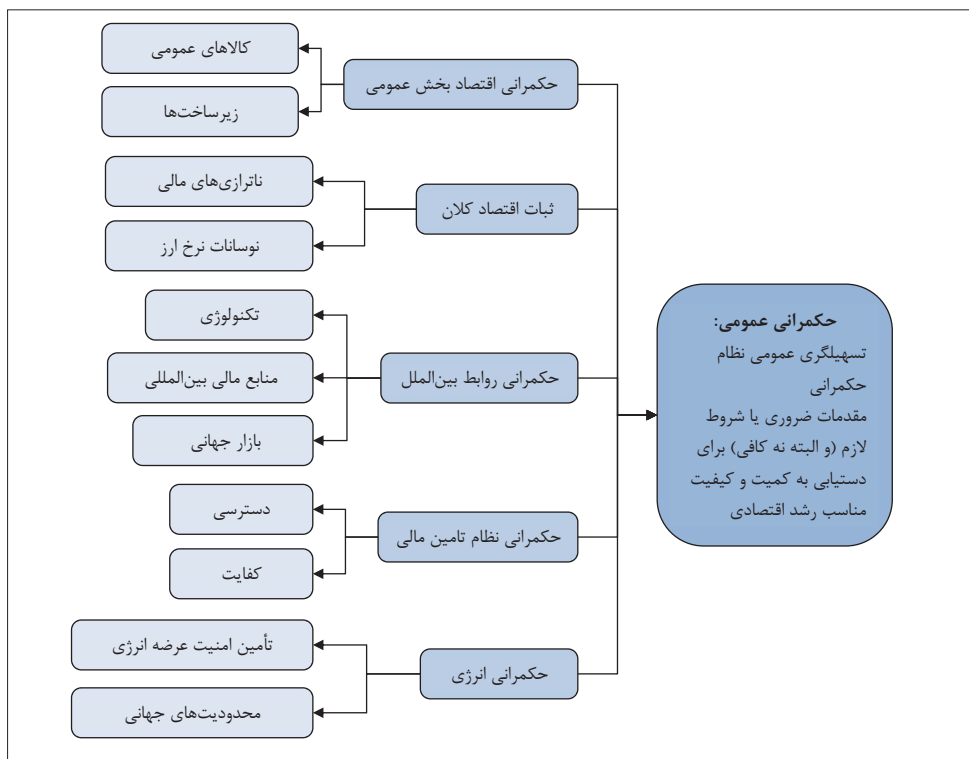 حکمرانی عمومی:
تسهیلگری عمومی نظام
حکمرانی
مقدمات ضروری یا شروط
لازم (و البته نه کافی) برای
دستیابی به کمیت و کیفیت
مناسب رشد اقتصادی
حکمرانی اقتصاد بخش عمومی
کالاهای عمومی
زیرساخت‌ها
ثبات اقتصاد کلان
ناترازی‌های مالی
نوسانات نرخ ارز
حکمرانی روابط بین‌الملل
تکنولوژی
منابع مالی بین‌المللی
بازار جهانی
حکمرانی نظام تامین مالی
دسترسی
کفایت
حکمرانی انرژی
تأمین امنیت عرضه انرژی
محدودیت‌های جهانی